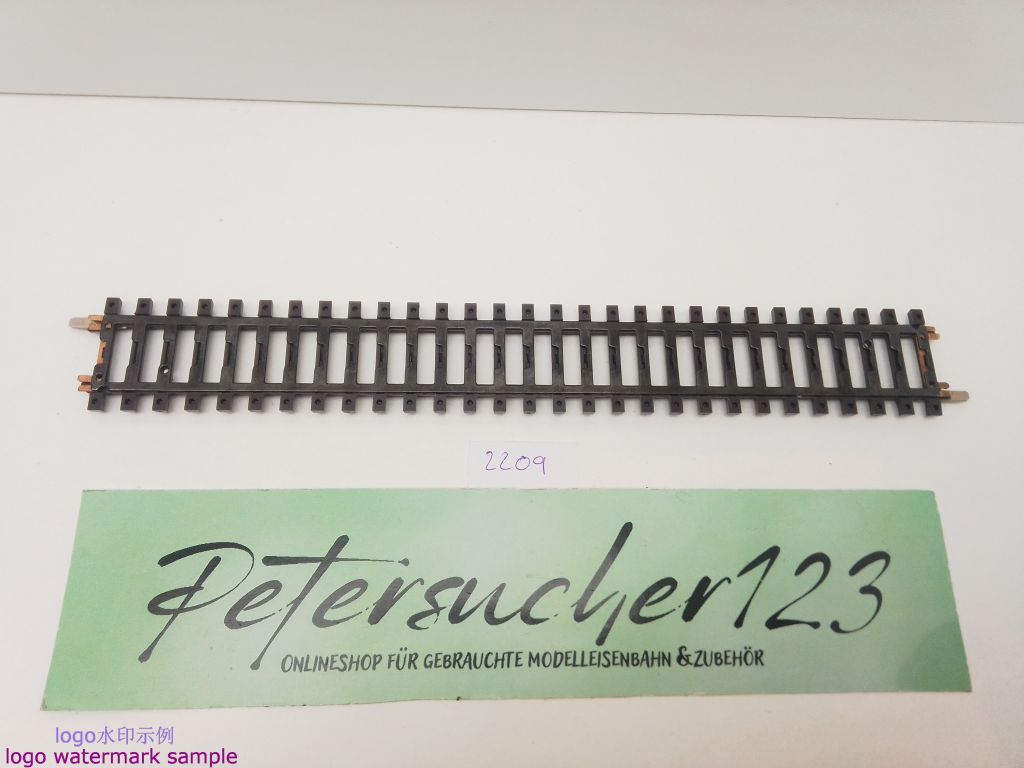 2209
Petersucher123
ONLINESHOP FÜR GEBRAUCHTE MODELLEISENBAHN & ZUBEHÖR
logo水印示例
logo watermark sample